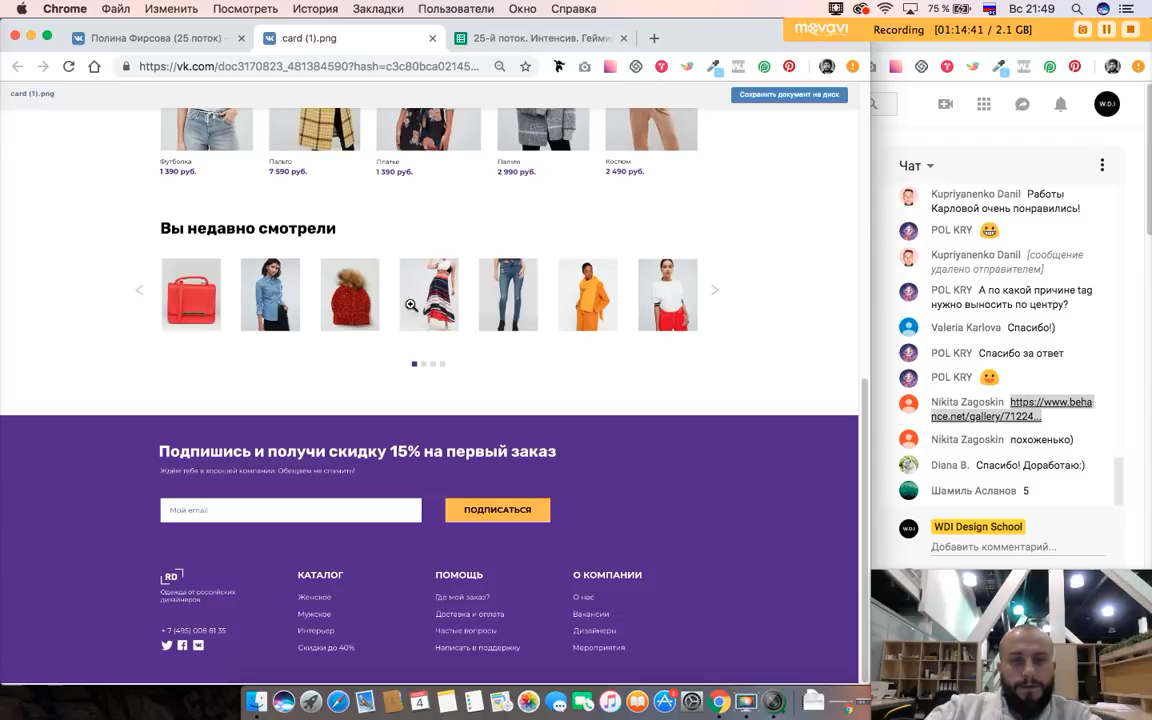 Chrome Файл Изменить Посмотреть История Закладки Пользователи Окно Справка 75 % Вс 21:49
Полина Фирсова (25 поток) - card (1).png 25-й поток. Интенсив. Гейми
movavi Recording [01:14:41 / 2.1 GB]
https://vk.com/doc3170823_481384590?hash=c3c80bca02145...
card (1).png
Сохранить документ на диск
W.D.I
Футболка Пальто Платье Пальто Костюм
1 390 руб. 7 590 руб. 1 390 руб. 2 990 руб. 2 490 руб.
Вы недавно смотрели
Подпишись и получи скидку 15% на первый заказ
Ждём тебя в хорошей компании. Обещаем не спамить!
Мой email
ПОДПИСАТЬСЯ
RD
Одежда от российских
дизайнеров
+ 7 (495) 008 81 35
КАТАЛОГ
Женское
Мужское
Интерьер
Скидки до 40%
ПОМОЩЬ
Где мой заказ?
Доставка и оплата
Частые вопросы
Написать в поддержку
О КОМПАНИИ
О нас
Вакансии
Дизайнеры
Мероприятия
Чат
Kupriyanenko Danil Работы
Карловой очень понравились!
POL KRY
Kupriyanenko Danil [сообщение
удалено отправителем]
POL KRY А по какой причине tag
нужно выносить по центру?
Valeria Karlova Спасибо!)
POL KRY Спасибо за ответ
POL KRY
Nikita Zagoskin https://www.beha
nce.net/gallery/71224...
Nikita Zagoskin похоженько)
Diana B. Спасибо! Доработаю:)
Шамиль Асланов 5
WDI Design School
Добавить комментарий...